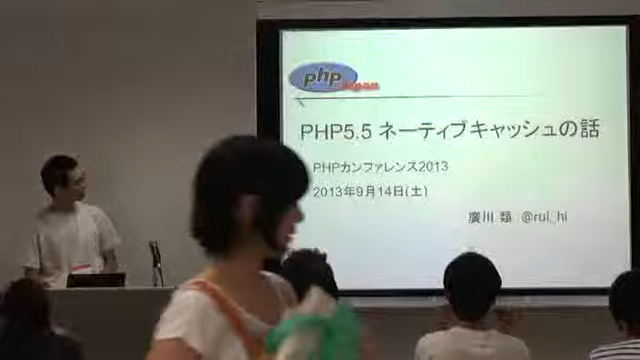 php
Japan
PHP5.5 ネーティブキャッシュの話
PHPカンファレンス2013
2013年9月14日(土)
廣川 類 @rui_hi